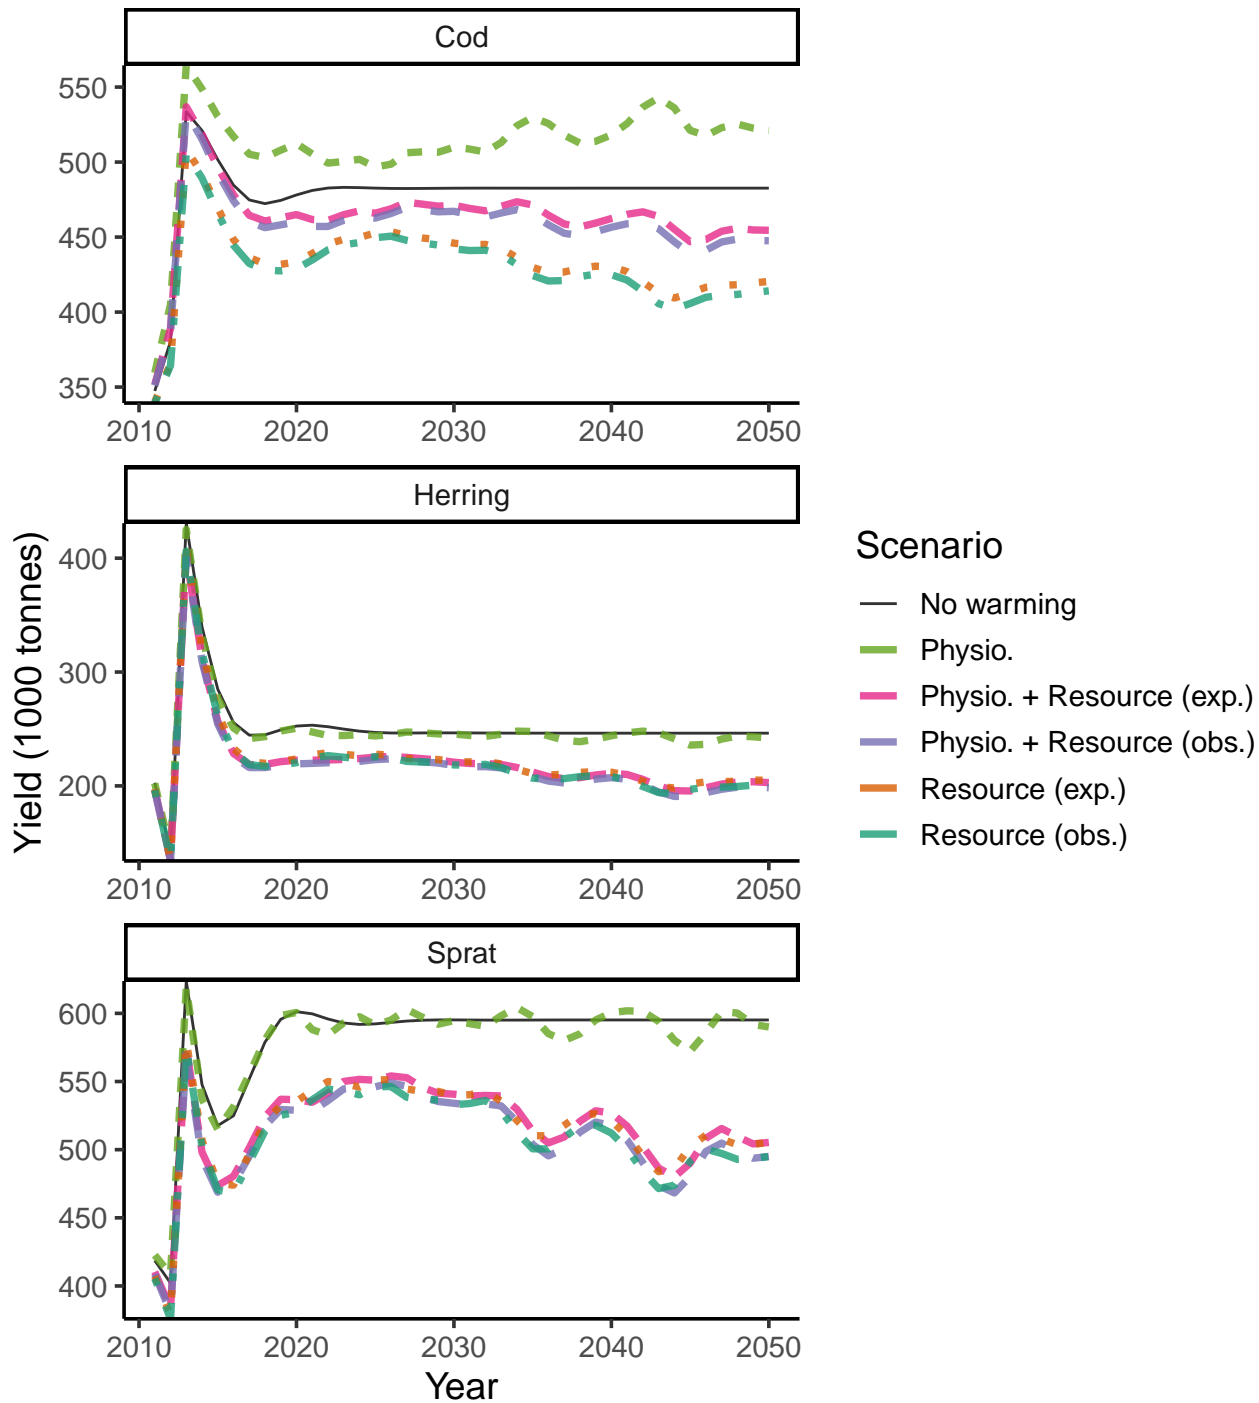 Cod
550
500
450
400
350
2010 2020 2030 2040 2050
Herring
400
300
200
2010 2020 2030 2040 2050
Sprat
600
550
500
450
400
2010 2020 2030 2040 2050
Year
Yield (1000 tonnes)
Scenario
No warming
Physio.
Physio. + Resource (exp.)
Physio. + Resource (obs.)
Resource (exp.)
Resource (obs.)